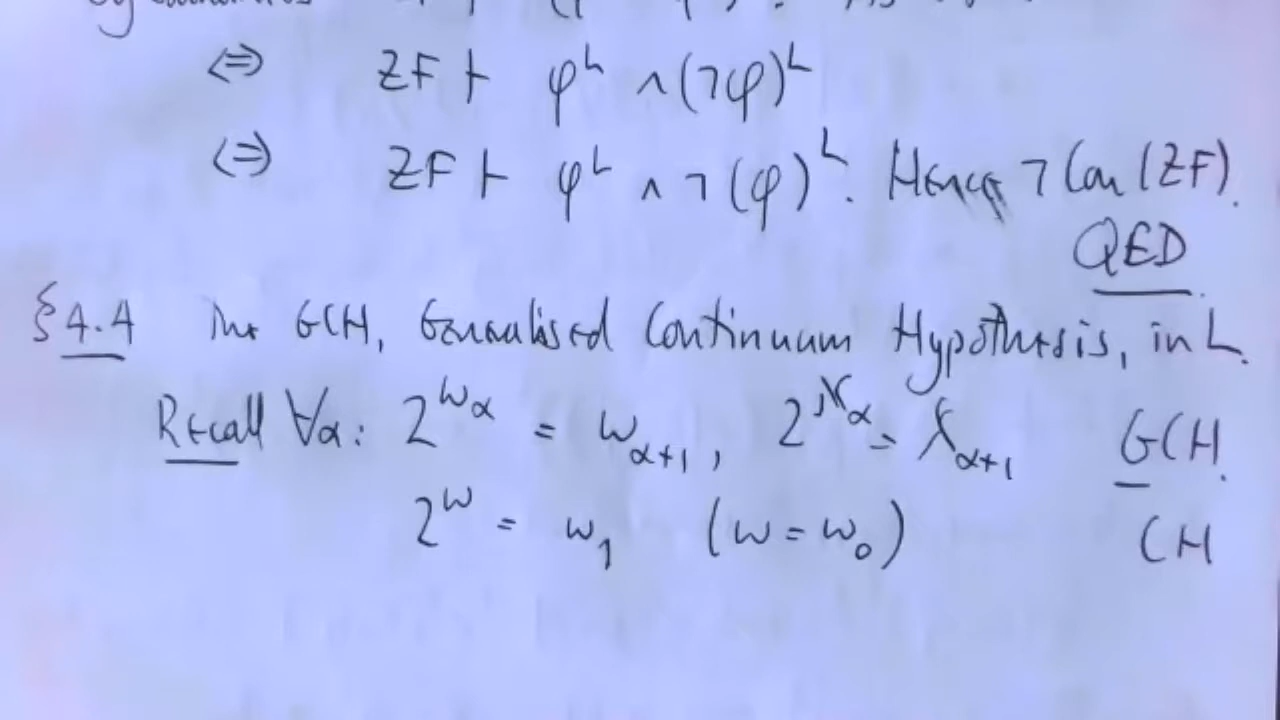 ⇔ ZF ⊢ φ^L ∧ (¬φ)^L
⇔ ZF ⊢ φ^L ∧ ¬(φ)^L. Hence ¬Con(ZF).
QED
§4.4 The GCH, Generalised Continuum Hypothesis, in L.
Recall ∀α: 2^{ω_α} = ω_{α+1}, 2^{ℵ_α} = ℵ_{α+1} GCH.
2^ω = ω_1 (ω = ω_0) CH